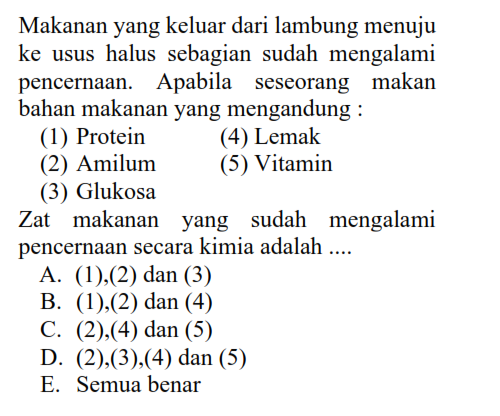 Makanan yang keluar dari lambung menuju
ke usus halus sebagian sudah mengalami
pencernaan. Apabila seseorang makan
bahan makanan yang mengandung :
(1) Protein (4) Lemak
(2) Amilum (5) Vitamin
(3) Glukosa
Zat makanan yang sudah mengalami
pencernaan secara kimia adalah ....
A. (1),(2) dan (3)
B. (1),(2) dan (4)
C. (2),(4) dan (5)
D. (2),(3),(4) dan (5)
E. Semua benar